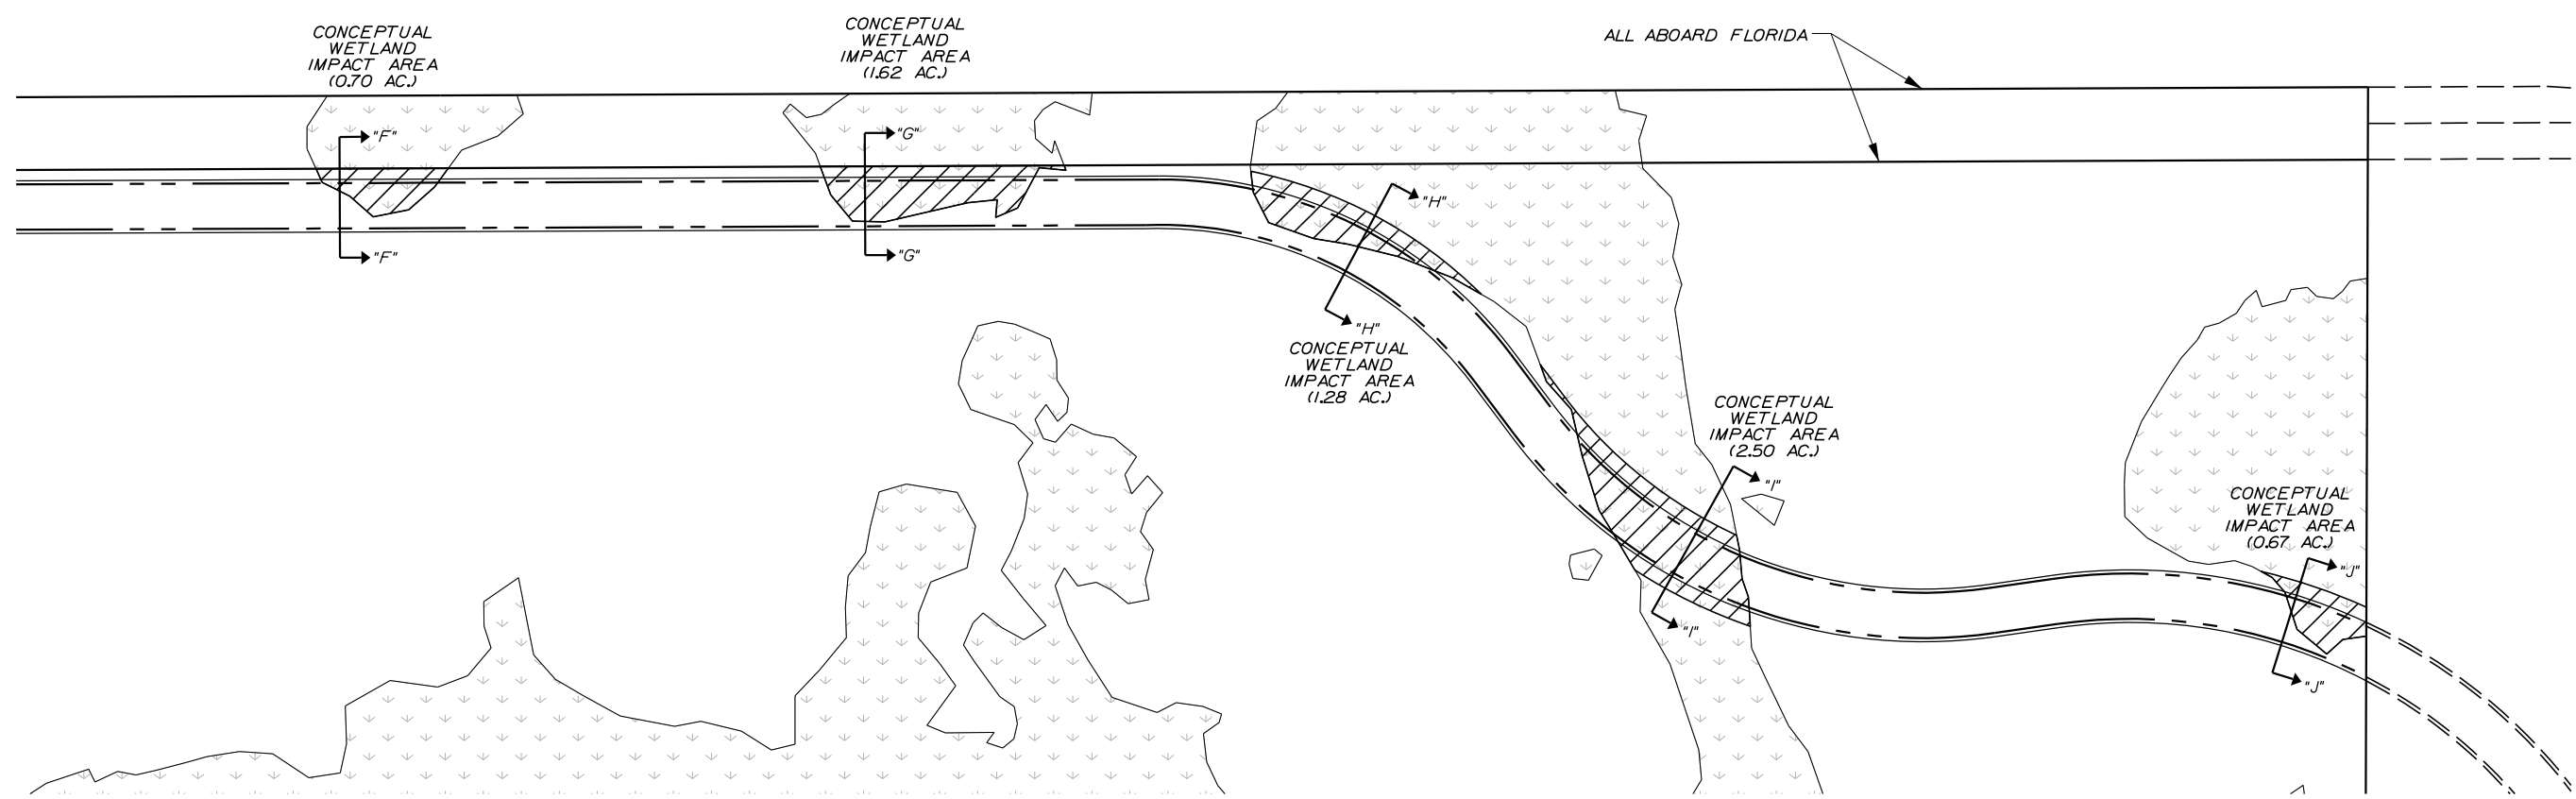 CONCEPTUAL
WETLAND
IMPACT AREA
(0.70 AC.)
CONCEPTUAL
WETLAND
IMPACT AREA
(1.62 AC.)
ALL ABOARD FLORIDA
"F"
"F"
"G"
"G"
"H"
"H"
CONCEPTUAL
WETLAND
IMPACT AREA
(1.28 AC.)
CONCEPTUAL
WETLAND
IMPACT AREA
(2.50 AC.)
"I"
"I"
CONCEPTUAL
WETLAND
IMPACT AREA
(0.67 AC.)
"J"
"J"